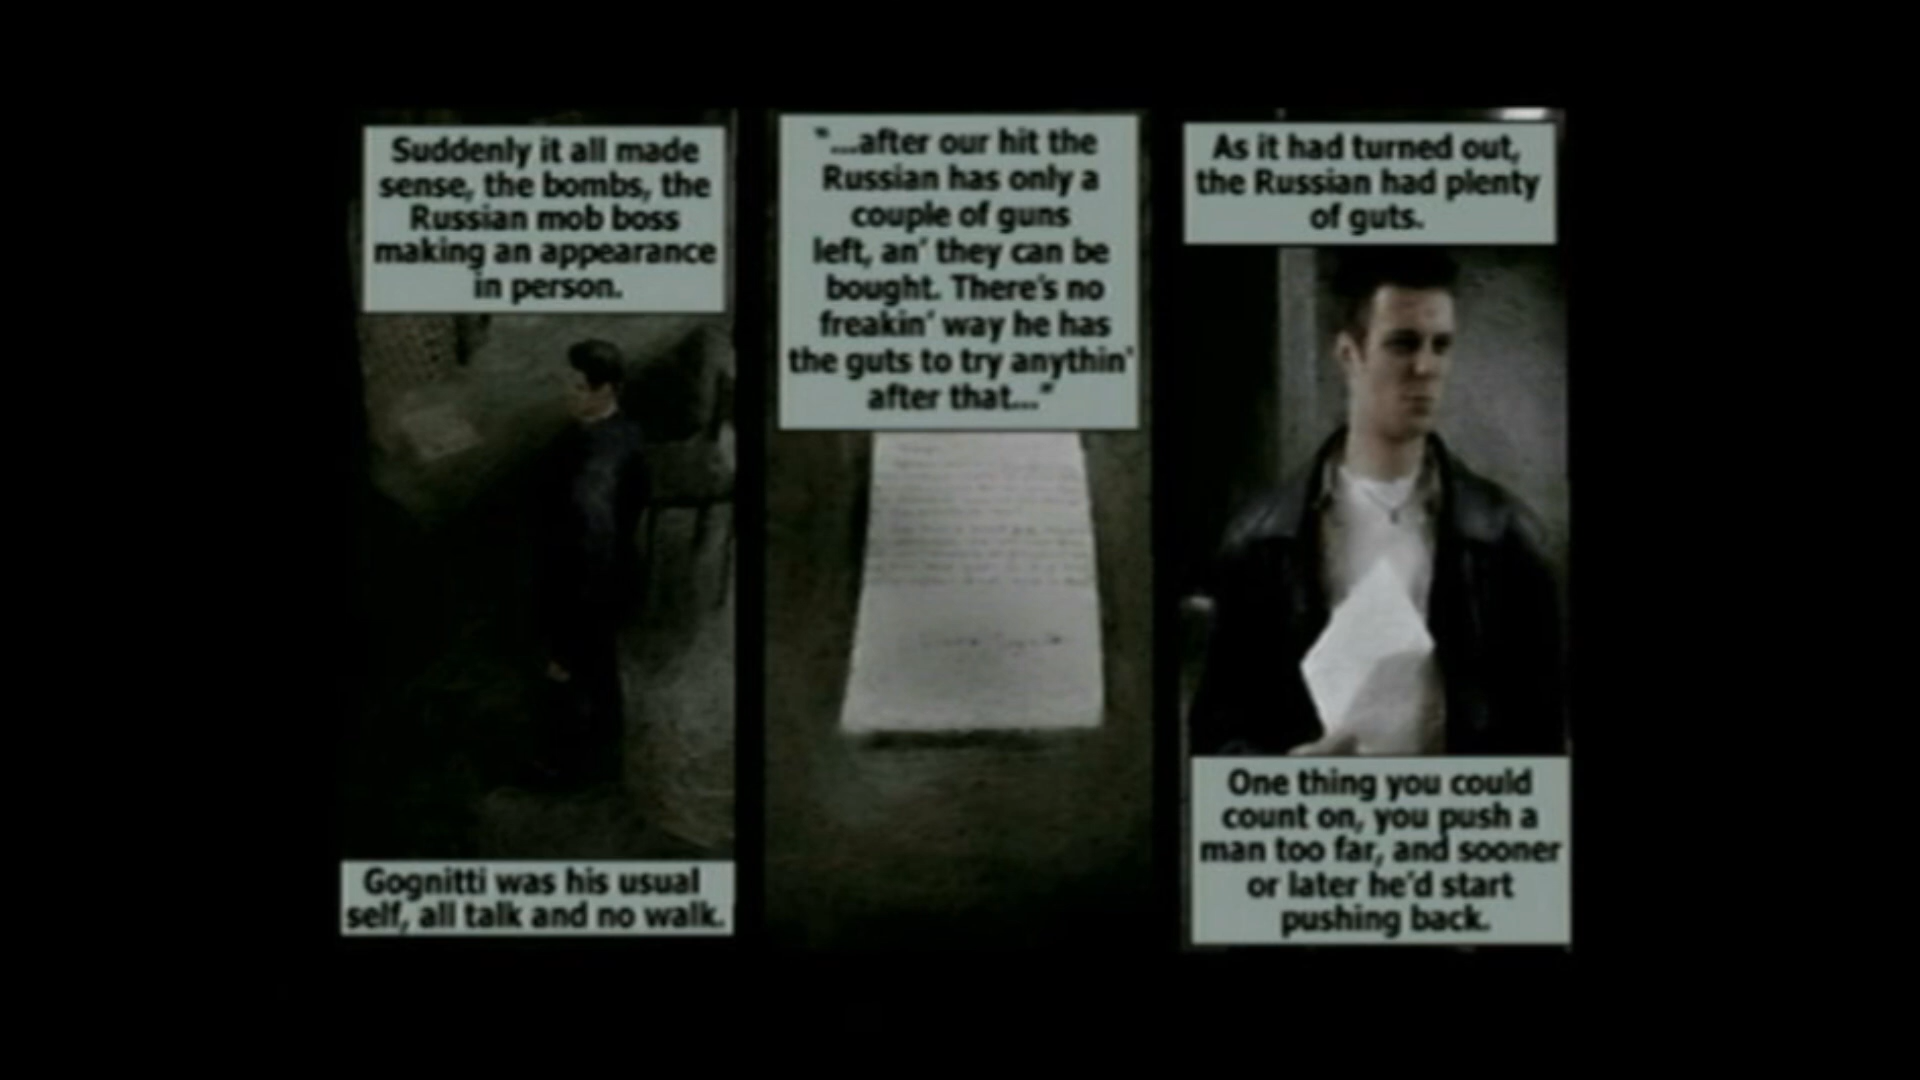 Suddenly it all made
sense, the bombs, the
Russian mob boss
making an appearance
in person.
Gognitti was his usual
self, all talk and no walk.
"...after our hit the
Russian has only a
couple of guns
left, an' they can be
bought. There's no
freakin' way he has
the guts to try anythin'
after that..."
As it had turned out,
the Russian had plenty
of guts.
One thing you could
count on, you push a
man too far, and sooner
or later he'd start
pushing back.